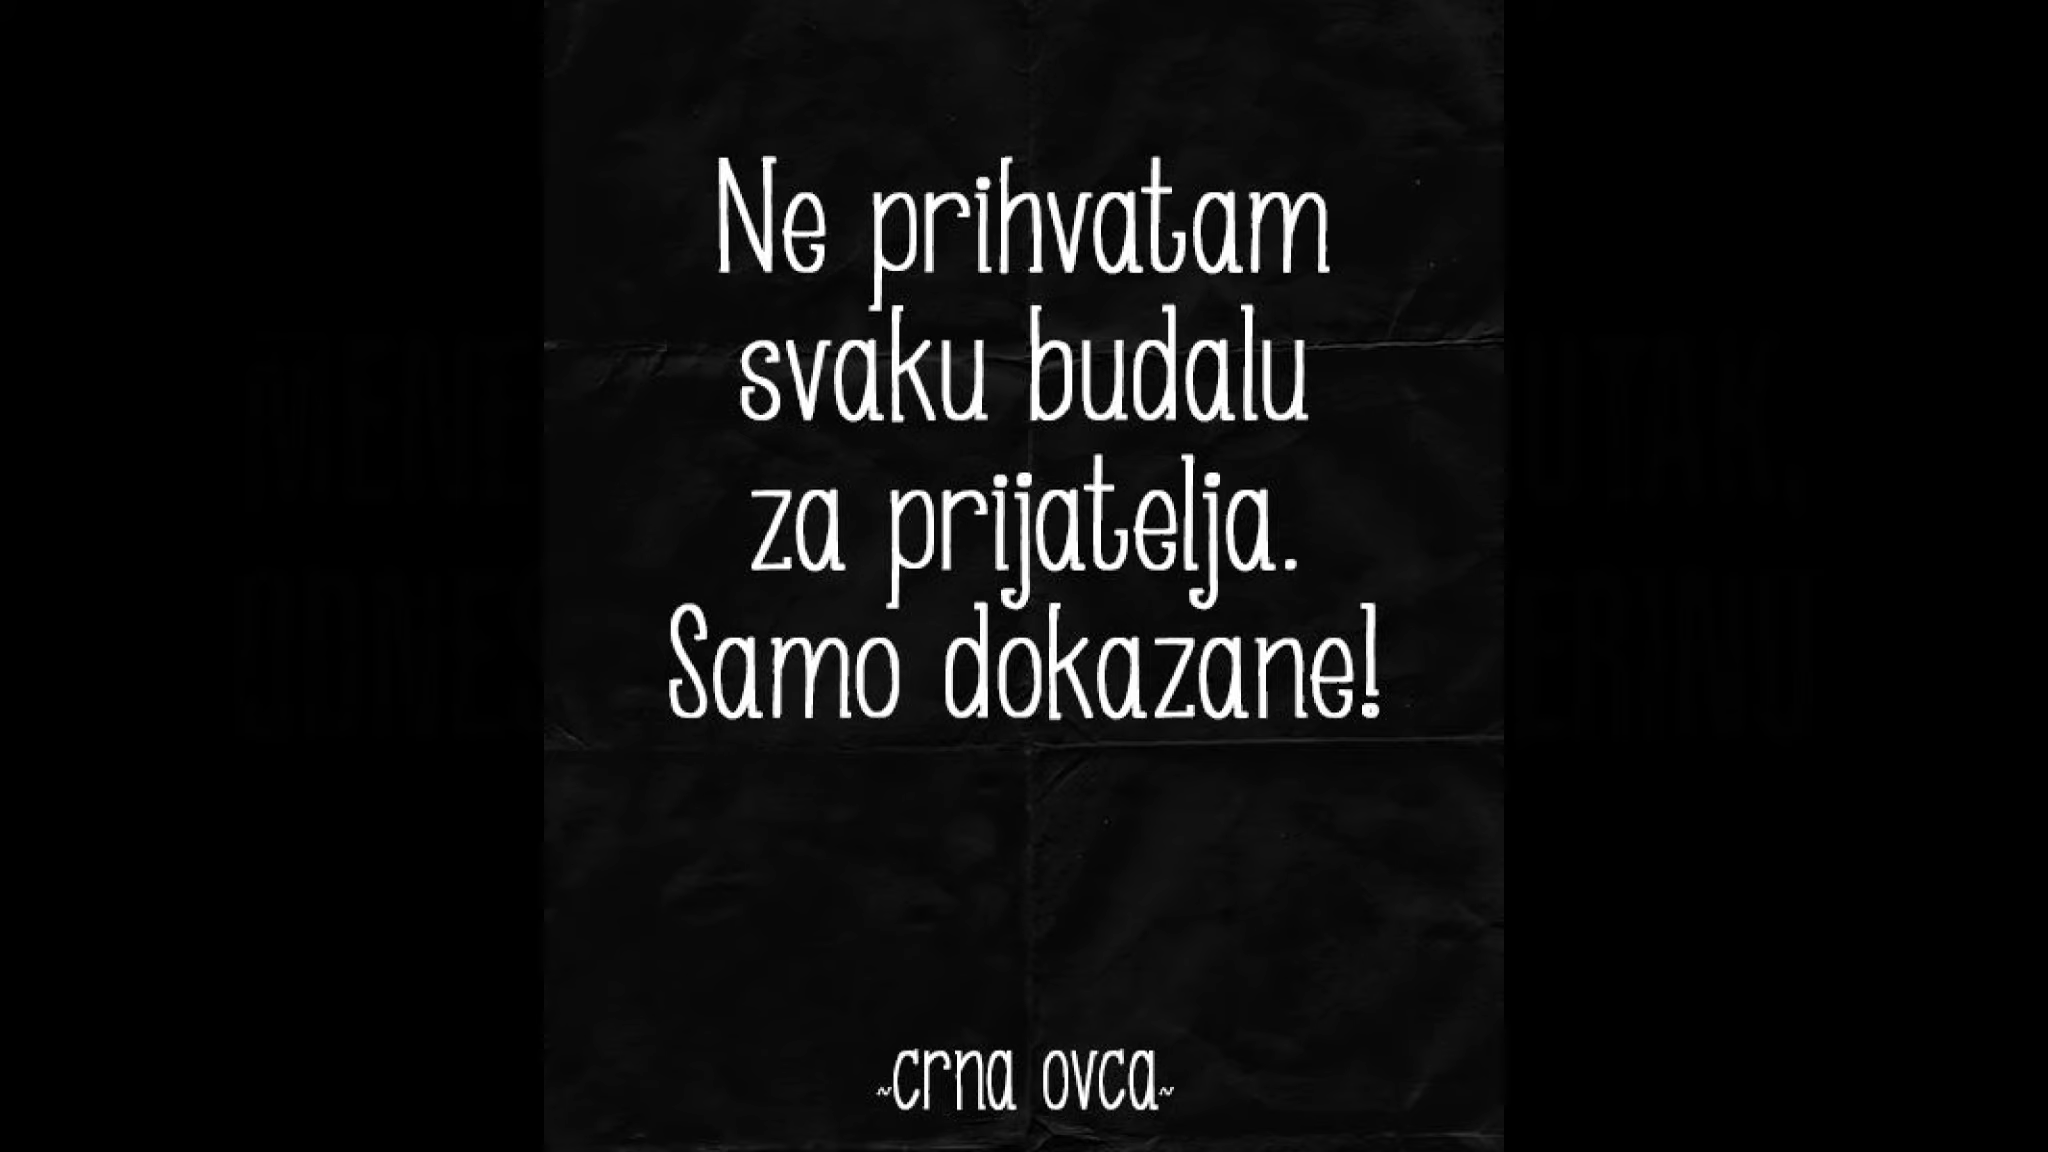 Ne prihvatam
svaku budalu
za prijatelja.
Samo dokazane!
~crna ovca~